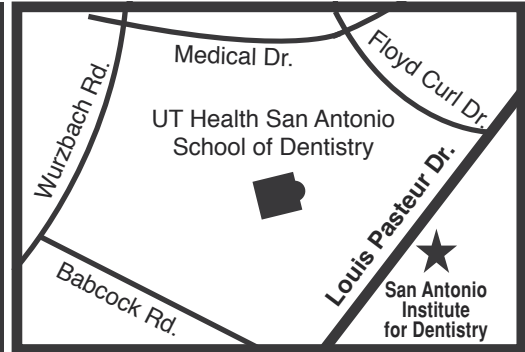 Medical Dr.
Floyd Curl Dr.
Wurzbach Rd.
UT Health San Antonio
School of Dentistry
Louis Pasteur Dr.
Babcock Rd.
San Antonio
Institute
for Dentistry